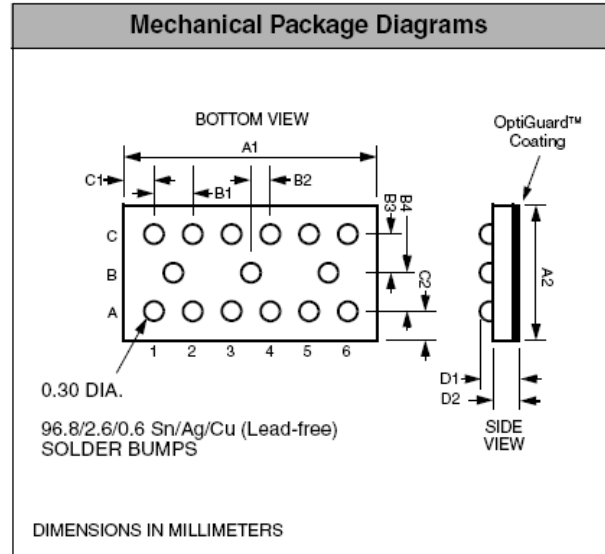 Mechanical Package Diagrams
BOTTOM VIEW
OptiGuard™
Coating
A1
C1
B1
B2
B3
B4
C
B
A
C2
A2
1 2 3 4 5 6
D1
D2
0.30 DIA.
SIDE
VIEW
96.8/2.6/0.6 Sn/Ag/Cu (Lead-free)
SOLDER BUMPS
DIMENSIONS IN MILLIMETERS